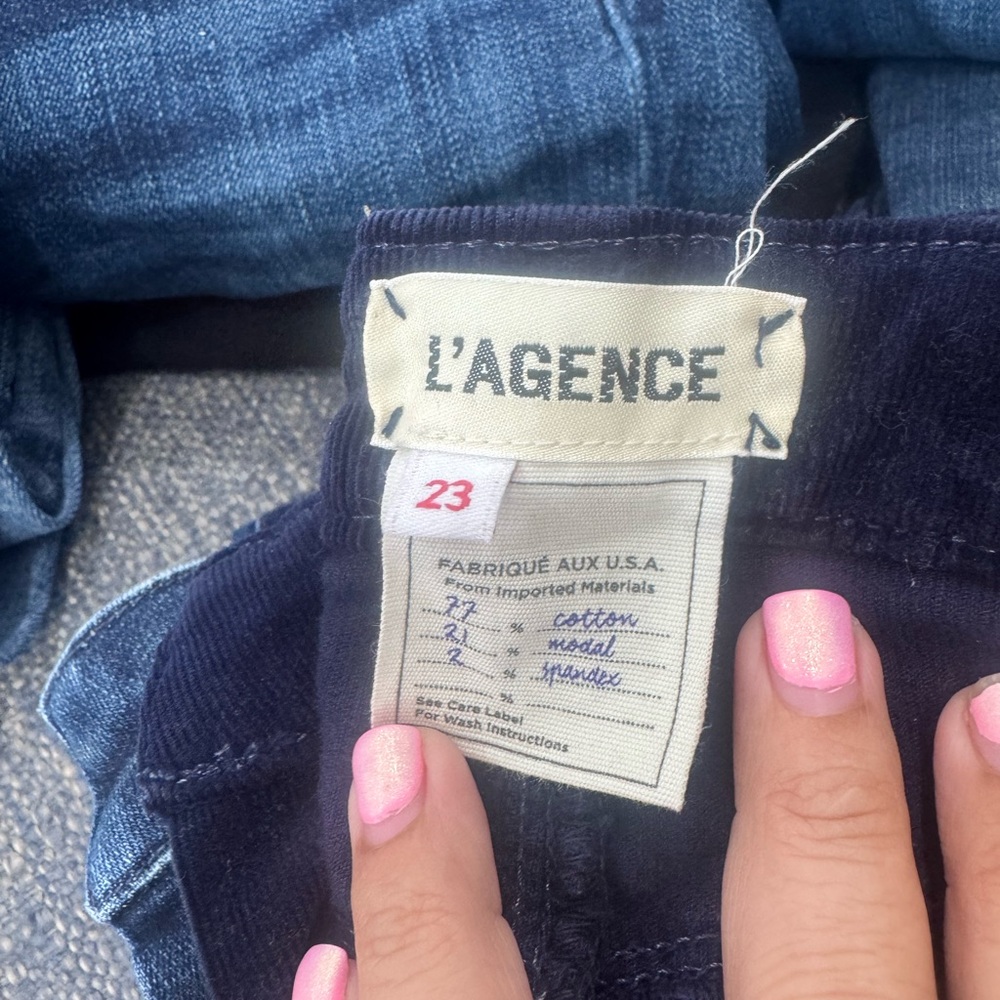 L'AGENCE
23
FABRIQUÉ AUX U.S.A.
From Imported Materials
77 % cotton
21 % modal
2 % spandex
%
See Care Label
For Wash Instructions